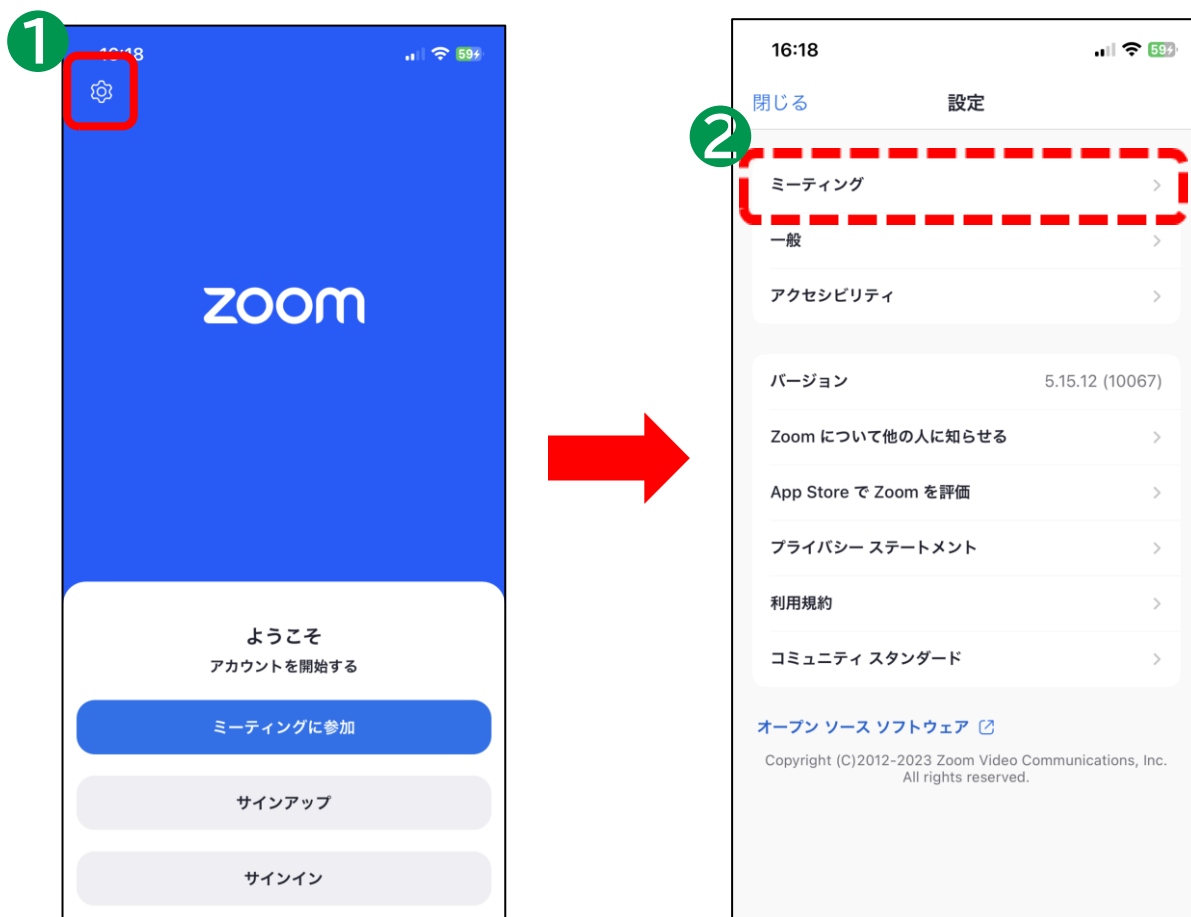 1
16:18
59
zoom
ようこそ
アカウントを開始する
ミーティングに参加
サインアップ
サインイン
2
16:18
59
閉じる 設定
ミーティング
一般
アクセシビリティ
バージョン 5.15.12 (10067)
Zoom について他の人に知らせる
App Store で Zoom を評価
プライバシー ステートメント
利用規約
コミュニティ スタンダード
オープン ソース ソフトウェア
Copyright (C)2012-2023 Zoom Video Communications, Inc.
All rights reserved.